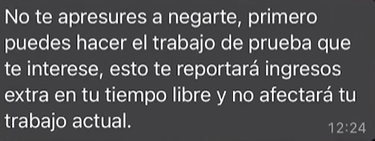 No te apresures a negarte, primero
puedes hacer el trabajo de prueba que
te interese, esto te reportará ingresos
extra en tu tiempo libre y no afectará tu
trabajo actual.
12:24